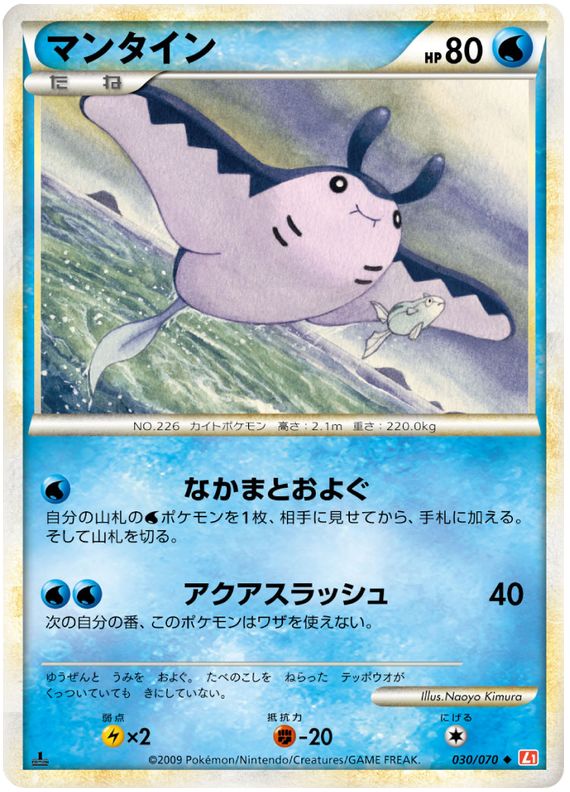 マンタイン HP80
たね
NO.226 カイトポケモン 高さ:2.1m 重さ:220.0kg
なかまとおよぐ
自分の山札のポケモンを1枚、相手に見せてから、手札に加える。
そして山札を切る。
アクアスラッシュ 40
次の自分の番、このポケモンはワザを使えない。
ゆうぜんと うみを およぐ。たべのこしを ねらった テッポウオが
くっついていても きにしていない。
Illus.Naoyo Kimura
弱点 抵抗力 にげる
×2 -20
1 EDITION ©2009 Pokémon/Nintendo/Creatures/GAME FREAK. 030/070 ◆ L1